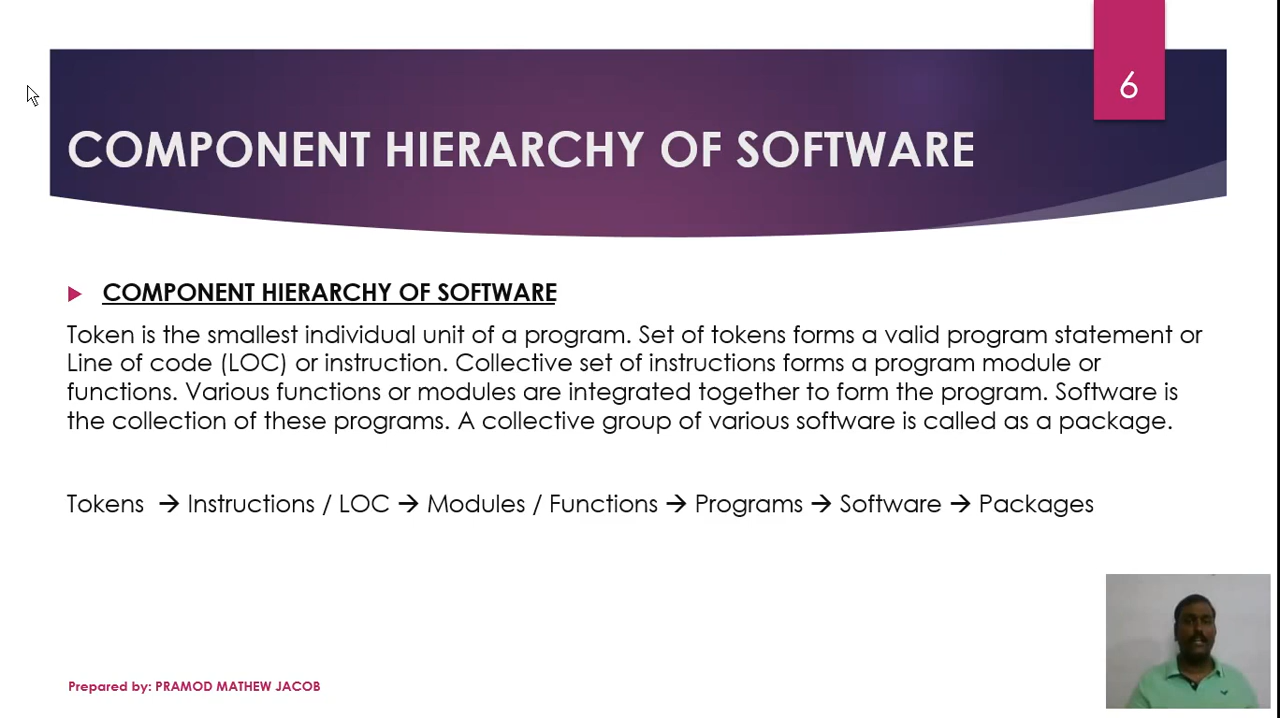 6
COMPONENT HIERARCHY OF SOFTWARE
COMPONENT HIERARCHY OF SOFTWARE
Token is the smallest individual unit of a program. Set of tokens forms a valid program statement or
Line of code (LOC) or instruction. Collective set of instructions forms a program module or
functions. Various functions or modules are integrated together to form the program. Software is
the collection of these programs. A collective group of various software is called as a package.
Tokens → Instructions / LOC → Modules / Functions → Programs → Software → Packages
Prepared by: PRAMOD MATHEW JACOB